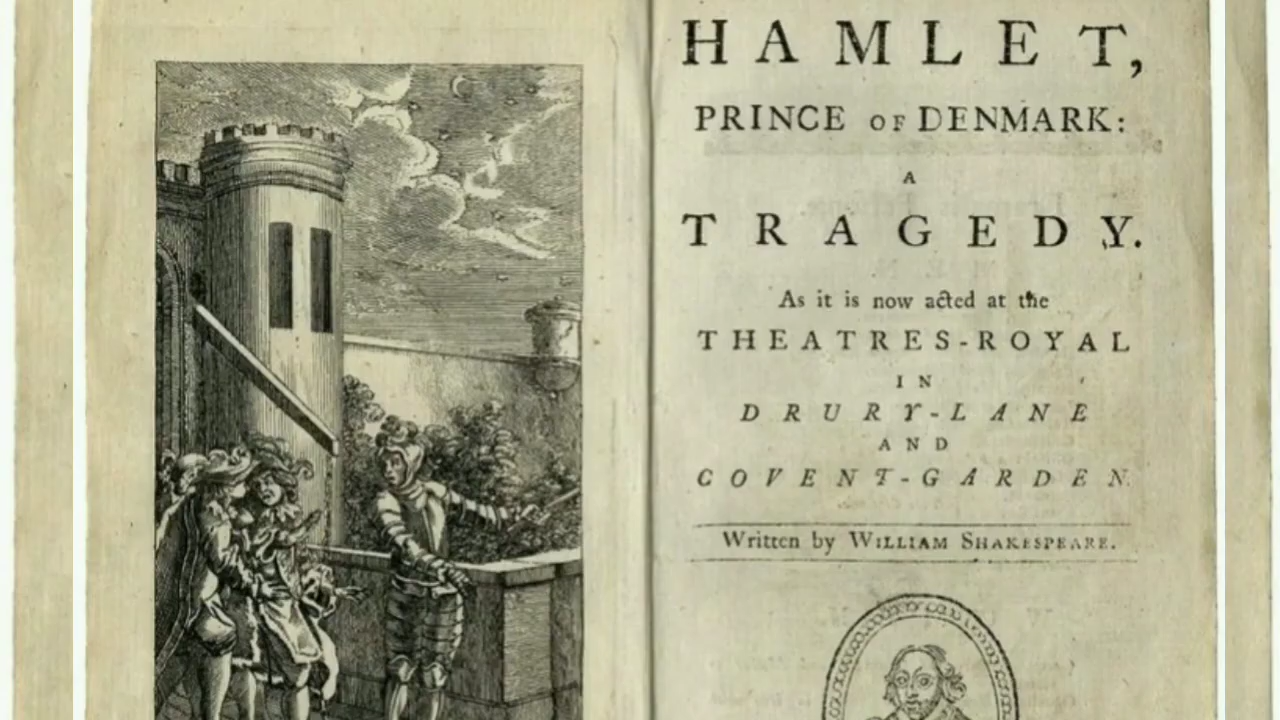 HAMLET,
PRINCE OF DENMARK:
A
TRAGEDY.
As it is now acted at the
THEATRES-ROYAL
IN
DRURY-LANE
AND
COVENT-GARDEN
Written by WILLIAM SHAKESPEARE.